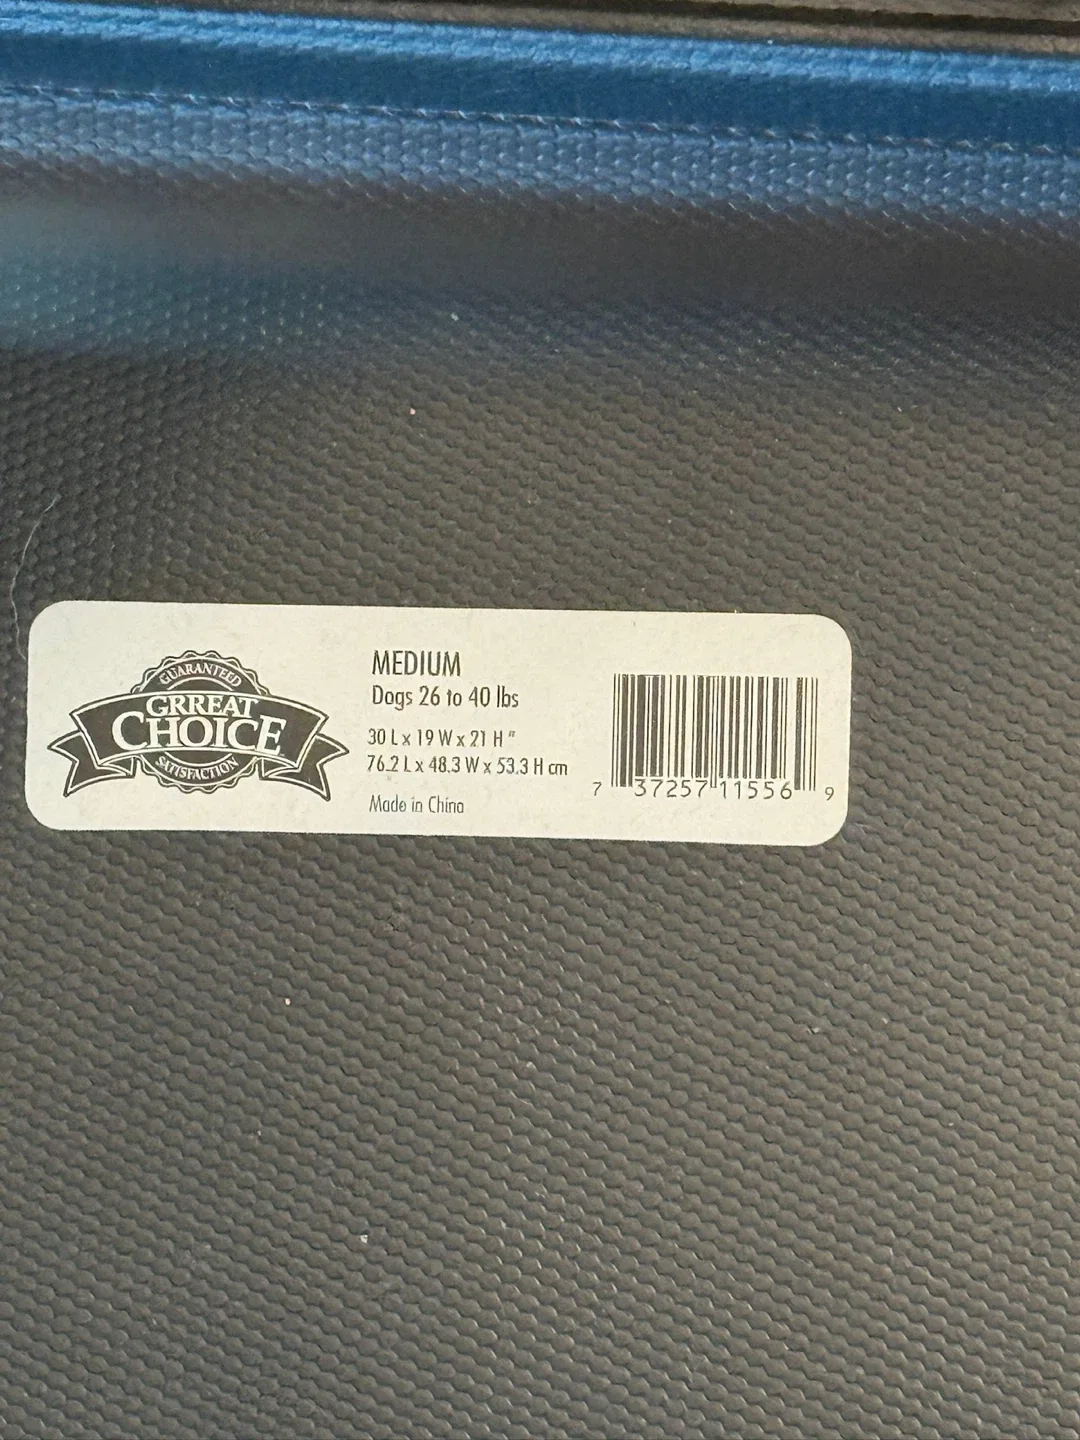 GUARANTEED
GRREAT
CHOICE
SATISFACTION
MEDIUM
Dogs 26 to 40 lbs
30 L x 19 W x 21 H "
76.2 L x 48.3 W x 53.3 H cm
Made in China
7 37257 11556 9